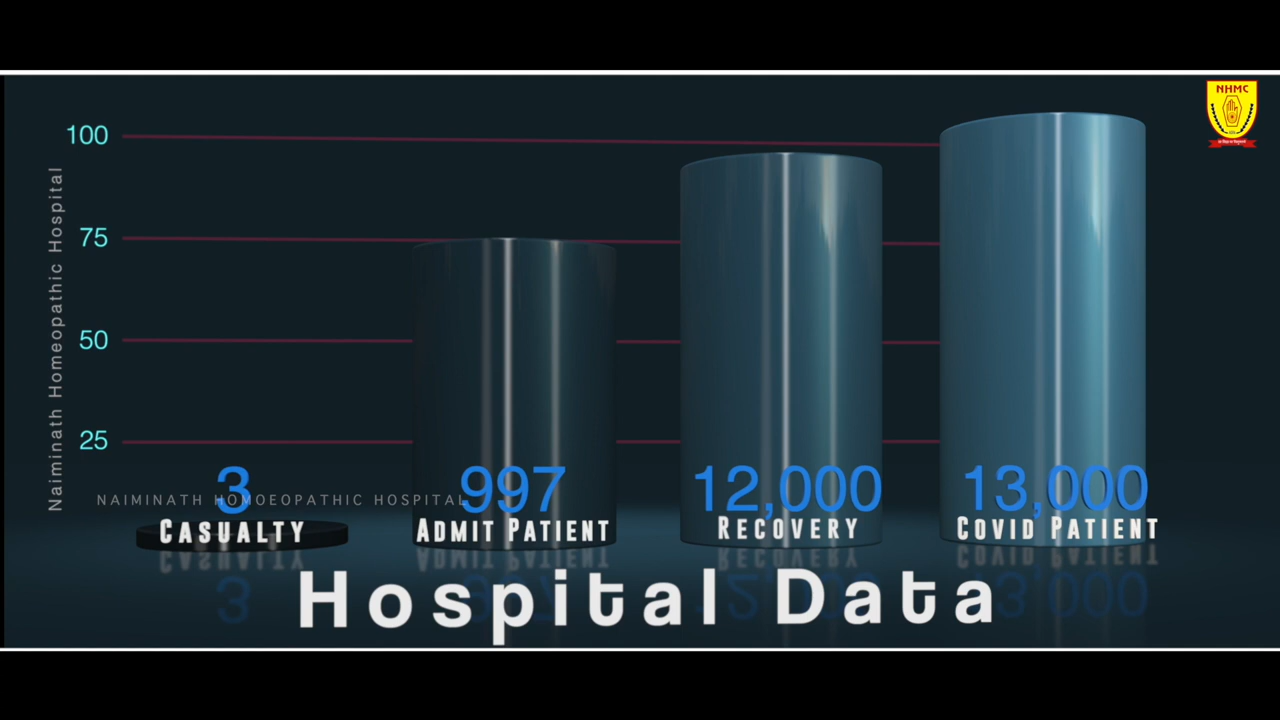 NHMC
100
75
50
25
Naiminath Homeopathic Hospital
3
997
12,000
13,000
NAIMINATH HOMOEOPATHIC HOSPITAL
CASUALTY
ADMIT PATIENT
RECOVERY
COVID PATIENT
Hospital Data